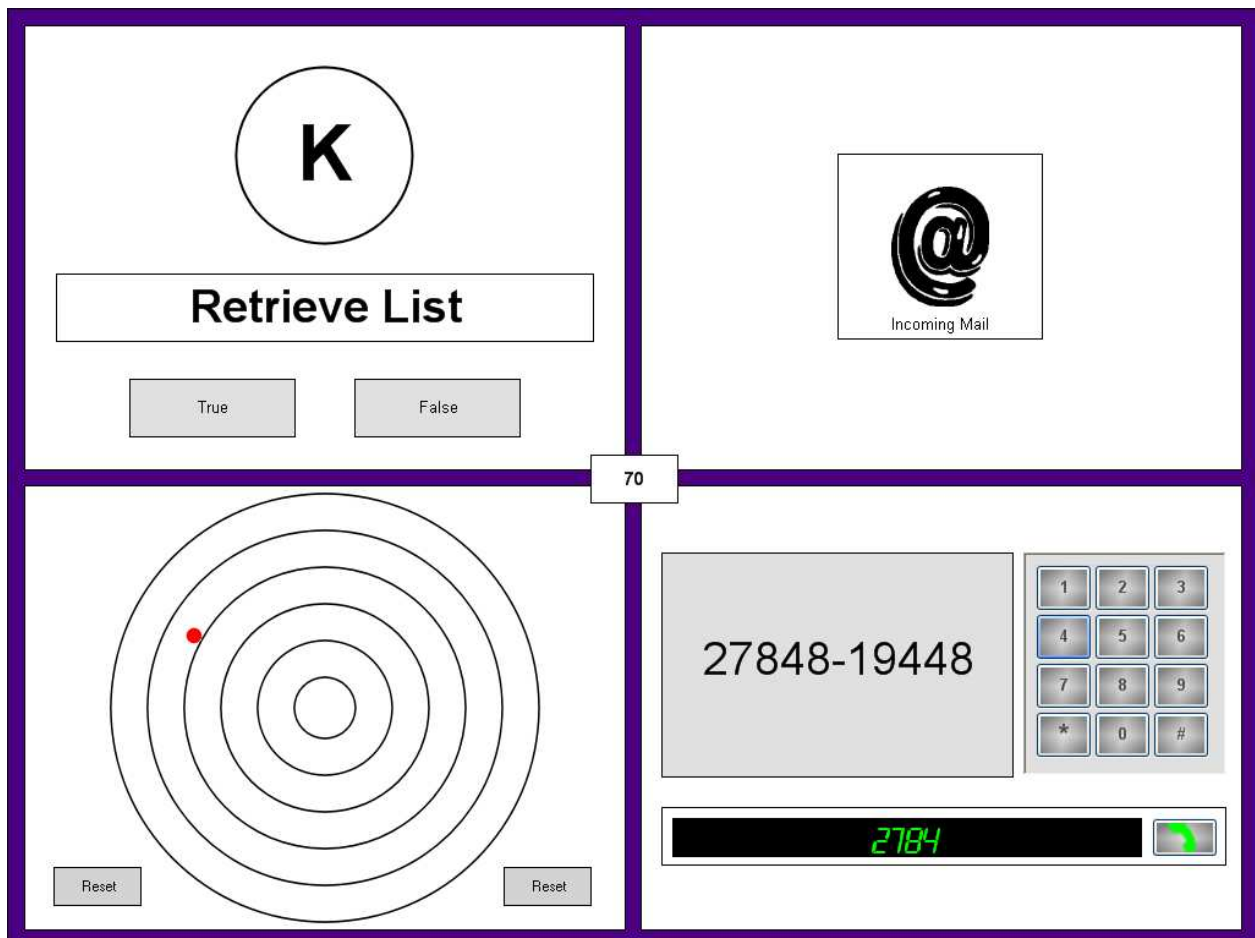 K
Retrieve List
True False
@
Incoming Mail
70
Reset Reset
27848-19448
1 2 3
4 5 6
7 8 9
* 0 #
2784